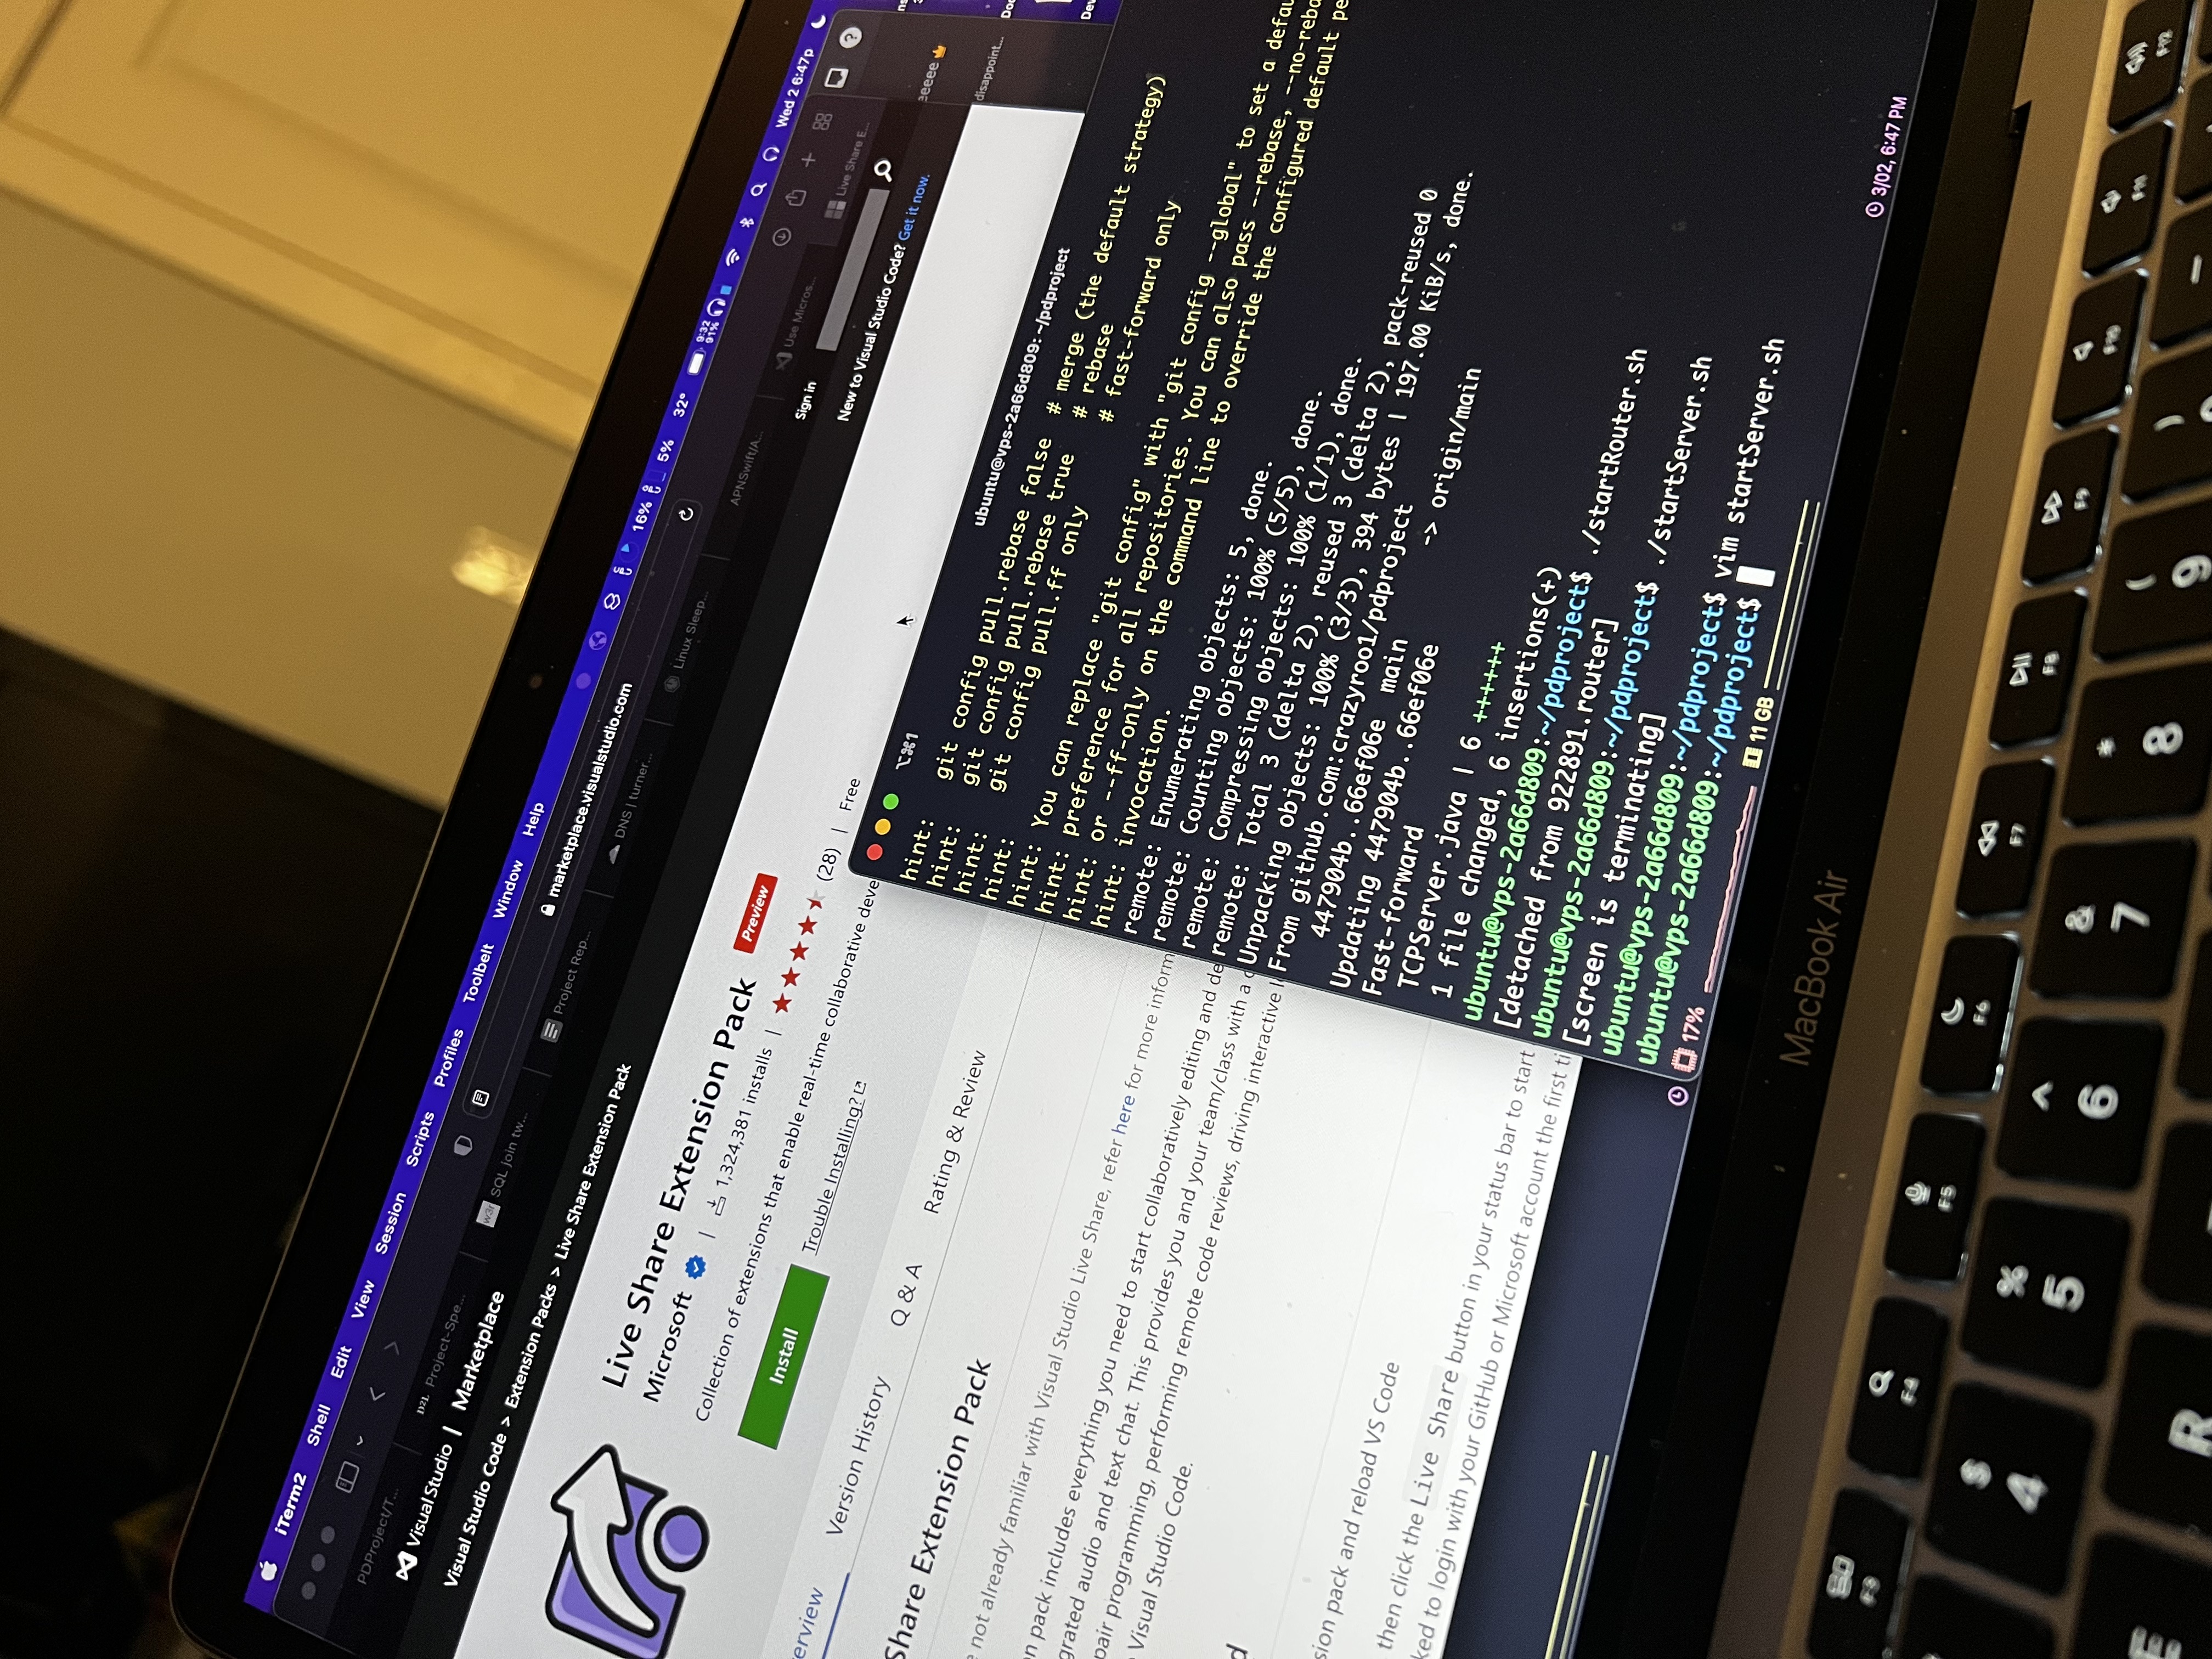 iTerm2 Shell Edit View Session Scripts Profiles Toolbelt Window Help
16% 5% 32° 9:32 91% Wed 2 6:47p
marketplace.visualstudio.com
PDProject/T... Project-Spe... SQL join tw... Project Rep... DNS | turner... Linux Sleep... APNSwift/A... Use Micros... Live Share E...
D2L
w3r
Visual Studio | Marketplace
Sign in
Visual Studio Code > Extension Packs > Live Share Extension Pack
New to Visual Studio Code? Get it now.
eeeee
disapppoint...
Live Share Extension Pack Preview
Microsoft | 1,324,381 installs | (28) | Free
Collection of extensions that enable real-time collaborative deve
Install Trouble Installing?
erview Version History Q & A Rating & Review
Share Extension Pack
e not already familiar with Visual Studio Live Share, refer here for more inform
n pack includes everything you need to start collaboratively editing and de
grated audio and text chat. This provides you and your team/class with a c
pair programming, performing remote code reviews, driving interactive l
Visual Studio Code.
d
sion pack and reload VS Code
then click the Live Share button in your status bar to start
ked to login with your GitHub or Microsoft account the first ti
⌥⌘1 ubuntu@vps-2a66d809: ~/pdproject
hint:
hint: git config pull.rebase false # merge (the default strategy)
hint: git config pull.rebase true # rebase
hint: git config pull.ff only # fast-forward only
hint:
hint: You can replace "git config" with "git config --global" to set a defau
hint: preference for all repositories. You can also pass --rebase, --no-reba
hint: or --ff-only on the command line to override the configured default pe
hint: invocation.
remote: Enumerating objects: 5, done.
remote: Counting objects: 100% (5/5), done.
remote: Compressing objects: 100% (1/1), done.
remote: Total 3 (delta 2), reused 3 (delta 2), pack-reused 0
Unpacking objects: 100% (3/3), 394 bytes | 197.00 KiB/s, done.
From github.com:crazyroo1/pdproject
447904b..66ef06e main -> origin/main
Updating 447904b..66ef06e
Fast-forward
TCPServer.java | 6 ++++++
1 file changed, 6 insertions(+)
ubuntu@vps-2a66d809:~/pdproject$ ./startRouter.sh
[detached from 922891.router]
ubuntu@vps-2a66d809:~/pdproject$ ./startServer.sh
[screen is terminating]
ubuntu@vps-2a66d809:~/pdproject$ vim startServer.sh
ubuntu@vps-2a66d809:~/pdproject$
17% 11 GB
3/02, 6:47 PM
MacBook Air
F3 F4 F5 F6 F7 F8 F9 F10 F11 F12
$ % ^ & * ( )
4 5 6 7 8 9
E R